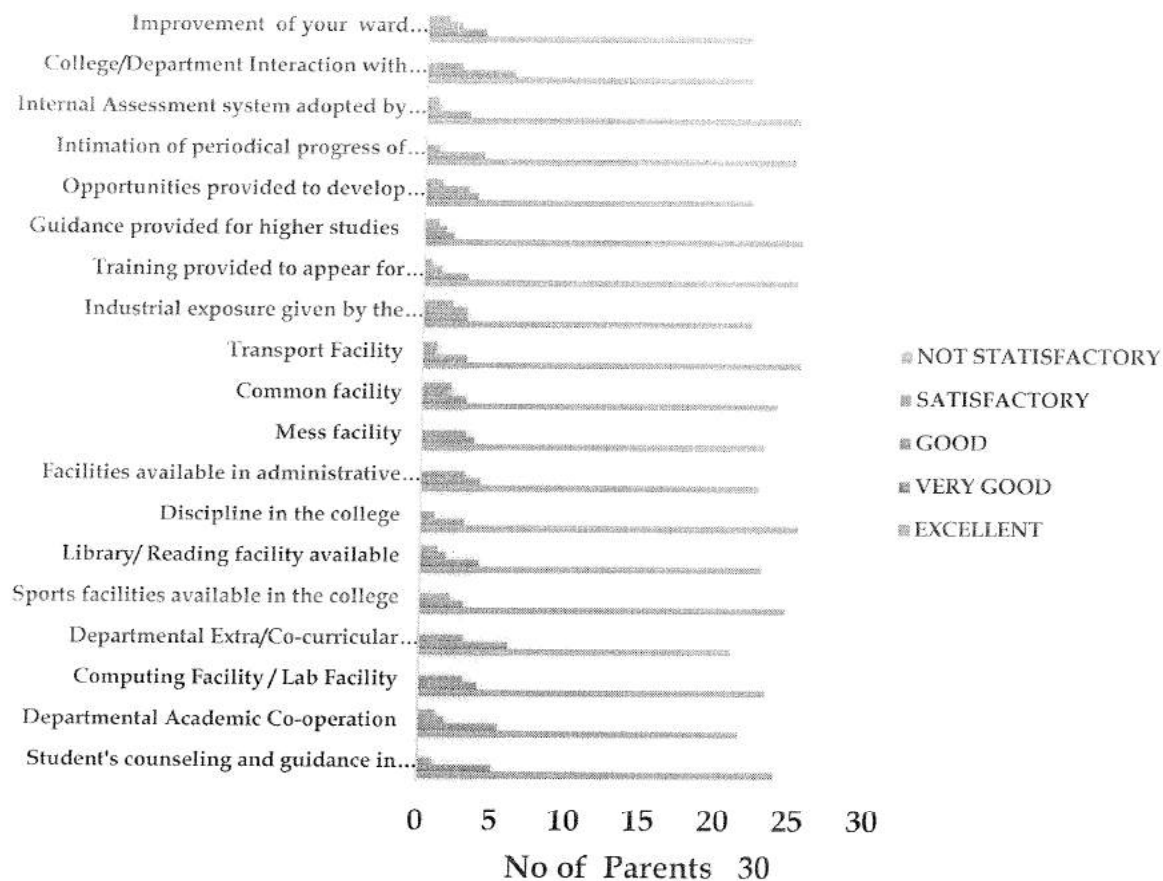 Improvement of your ward...
College/Department Interaction with...
Internal Assessment system adopted by...
Intimation of periodical progress of...
Opportunities provided to develop...
Guidance provided for higher studies
Training provided to appear for...
Industrial exposure given by the...
Transport Facility
Common facility
Mess facility
Facilities available in administrative...
Discipline in the college
Library/ Reading facility available
Sports facilities available in the college
Departmental Extra/Co-curricular...
Computing Facility / Lab Facility
Departmental Academic Co-operation
Student's counseling and guidance in...
NOT STATISFACTORY
SATISFACTORY
GOOD
VERY GOOD
EXCELLENT
0 5 10 15 20 25 30
No of Parents 30